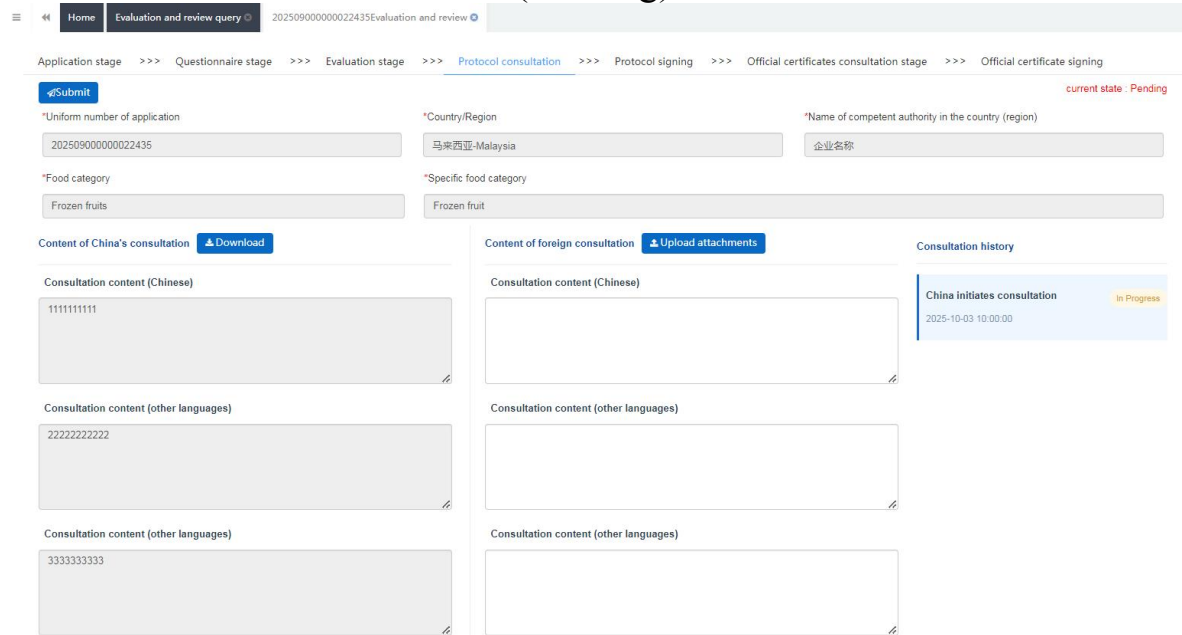 Home Evaluation and review query 202509000000022435Evaluation and review
Application stage >>> Questionnaire stage >>> Evaluation stage >>> Protocol consultation >>> Protocol signing >>> Official certificates consultation stage >>> Official certificate signing
Submit
current state : Pending
*Uniform number of application *Country/Region *Name of competent authority in the country (region)
202509000000022435 马来西亚-Malaysia 企业名称
*Food category *Specific food category
Frozen fruits Frozen fruit
Content of China's consultation Download
Content of foreign consultation Upload attachments
Consultation history
Consultation content (Chinese)
1111111111
Consultation content (other languages)
22222222222
Consultation content (other languages)
3333333333
Consultation content (Chinese)
Consultation content (other languages)
Consultation content (other languages)
China initiates consultation In Progress
2025-10-03 10:00:00